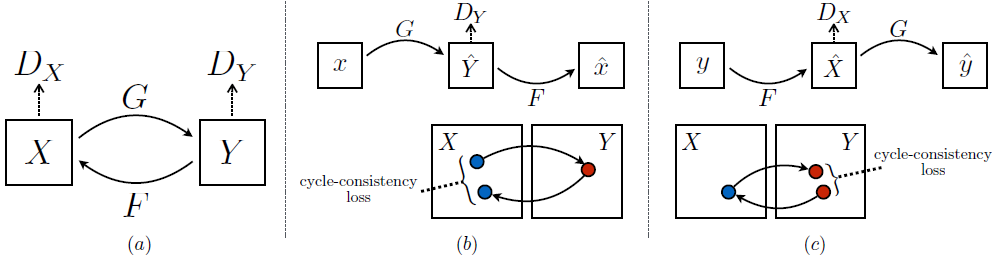 D_X D_Y
G
X Y
F
(a)
D_Y
G
x Ŷ x̂
F
X Y
cycle-consistency
loss
(b)
D_X
G
y X̂ ŷ
F
X Y
cycle-consistency
loss
(c)